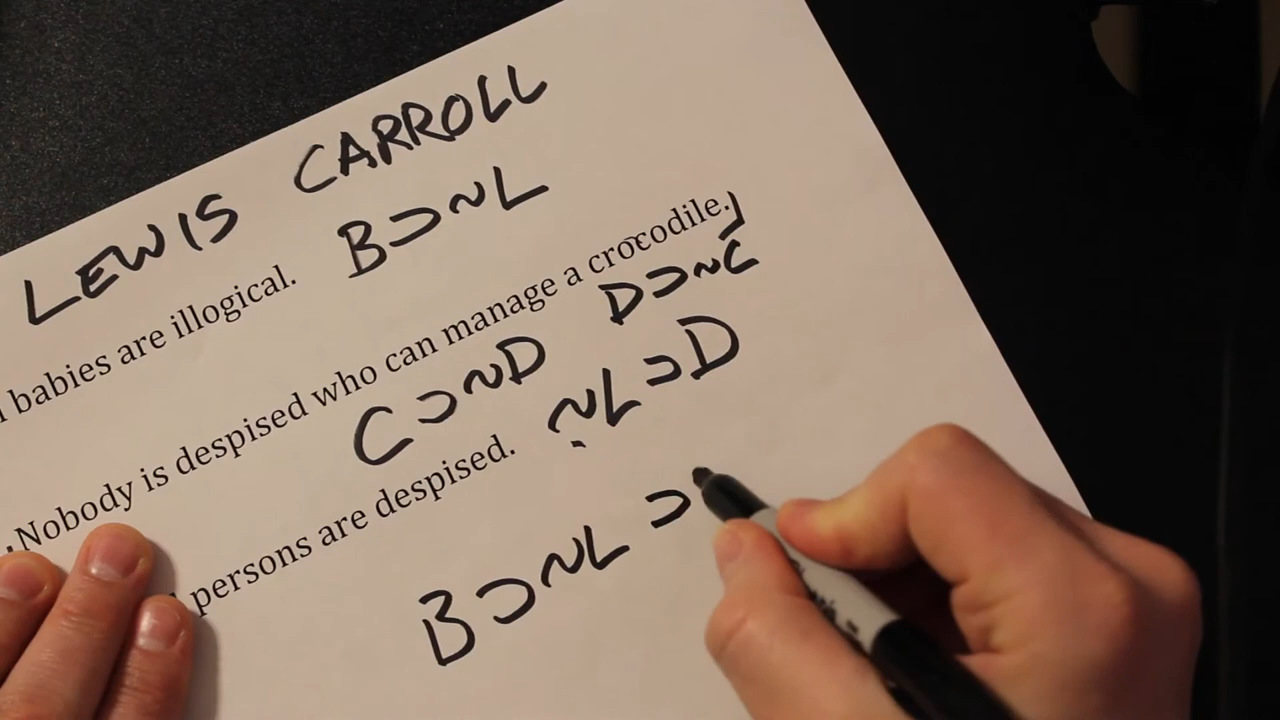 LEWIS CARROLL
babies are illogical. B⊃~L
Nobody is despised who can manage a crocodile.
C⊃~D D⊃~C
persons are despised. ~L⊃D
B⊃~L⊃